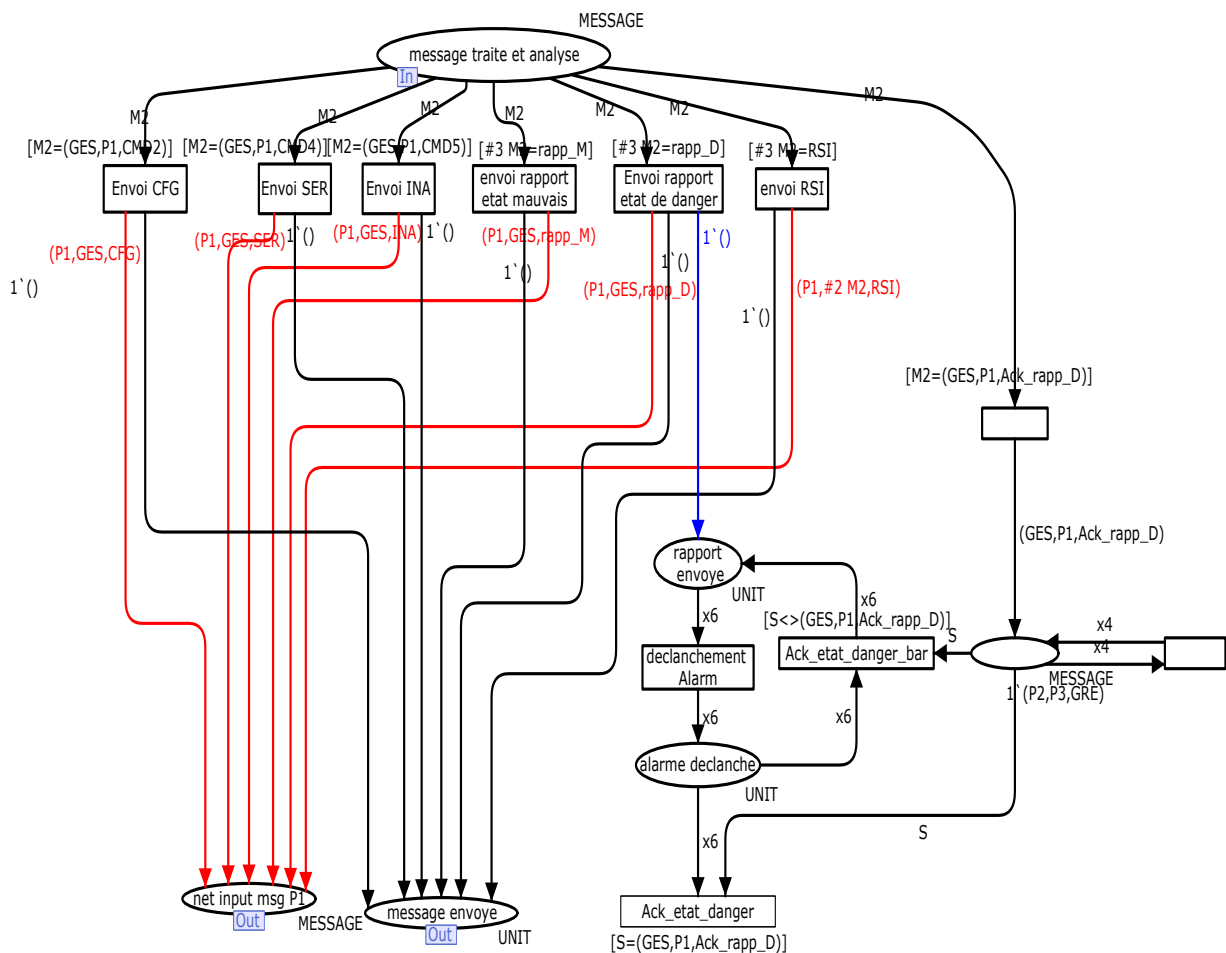 MESSAGE
message traite et analyse
In
M2
M2
M2
M2
M2
M2
M2
[M2=(GES,P1,CMD2)]
[M2=(GES,P1,CMD4)]
[M2=(GES,P1,CMD5)]
[#3 M2=rapp_M]
[#3 M2=rapp_D]
[#3 M2=RSI]
Envoi CFG
Envoi SER
Envoi INA
envoi rapport
etat mauvais
Envoi rapport
etat de danger
envoi RSI
(P1,GES,CFG)
(P1,GES,SER)
1`()
(P1,GES,INA)
1`()
(P1,GES,rapp_M)
1`()
1`()
1`()
1`()
(P1,GES,rapp_D)
(P1,#2 M2,RSI)
1`()
[M2=(GES,P1,Ack_rapp_D)]
(GES,P1,Ack_rapp_D)
rapport
envoye
UNIT
x6
x6
[S<>(GES,P1,Ack_rapp_D)]
declanchement
Alarm
Ack_etat_danger_bar
S
x4
x4
MESSAGE
1`(P2,P3,GRE)
x6
x6
alarme declanche
UNIT
x6
S
net input msg P1
Out
MESSAGE
message envoye
Out
UNIT
Ack_etat_danger
[S=(GES,P1,Ack_rapp_D)]